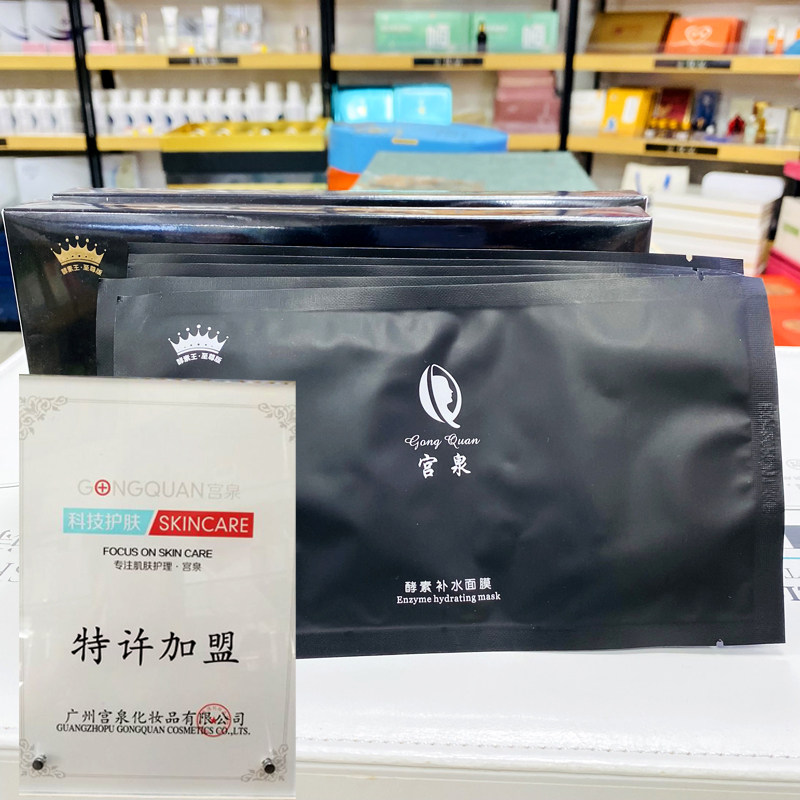 酵素王·至尊版
酵素王·至尊版
Gong Quan
宫泉
酵素补水面膜
Enzyme hydrating mask
GONGQUAN宫泉
科技护肤 SKINCARE
FOCUS ON SKIN CARE
专注肌肤护理·宫泉
特许加盟
广州宫泉化妆品有限公司
GUANGZHOPU GONGQUAN COSMETICS CO.,LTS.